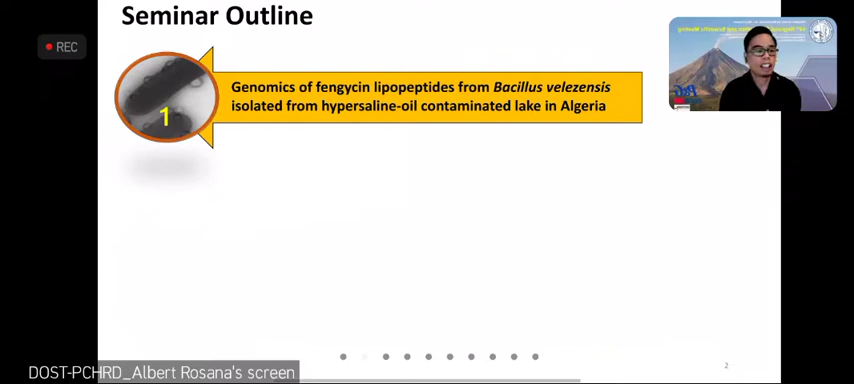 Seminar Outline
REC
1
Genomics of fengycin lipopeptides from Bacillus velezensis
isolated from hypersaline-oil contaminated lake in Algeria
2
DOST-PCHRD_Albert Rosana's screen